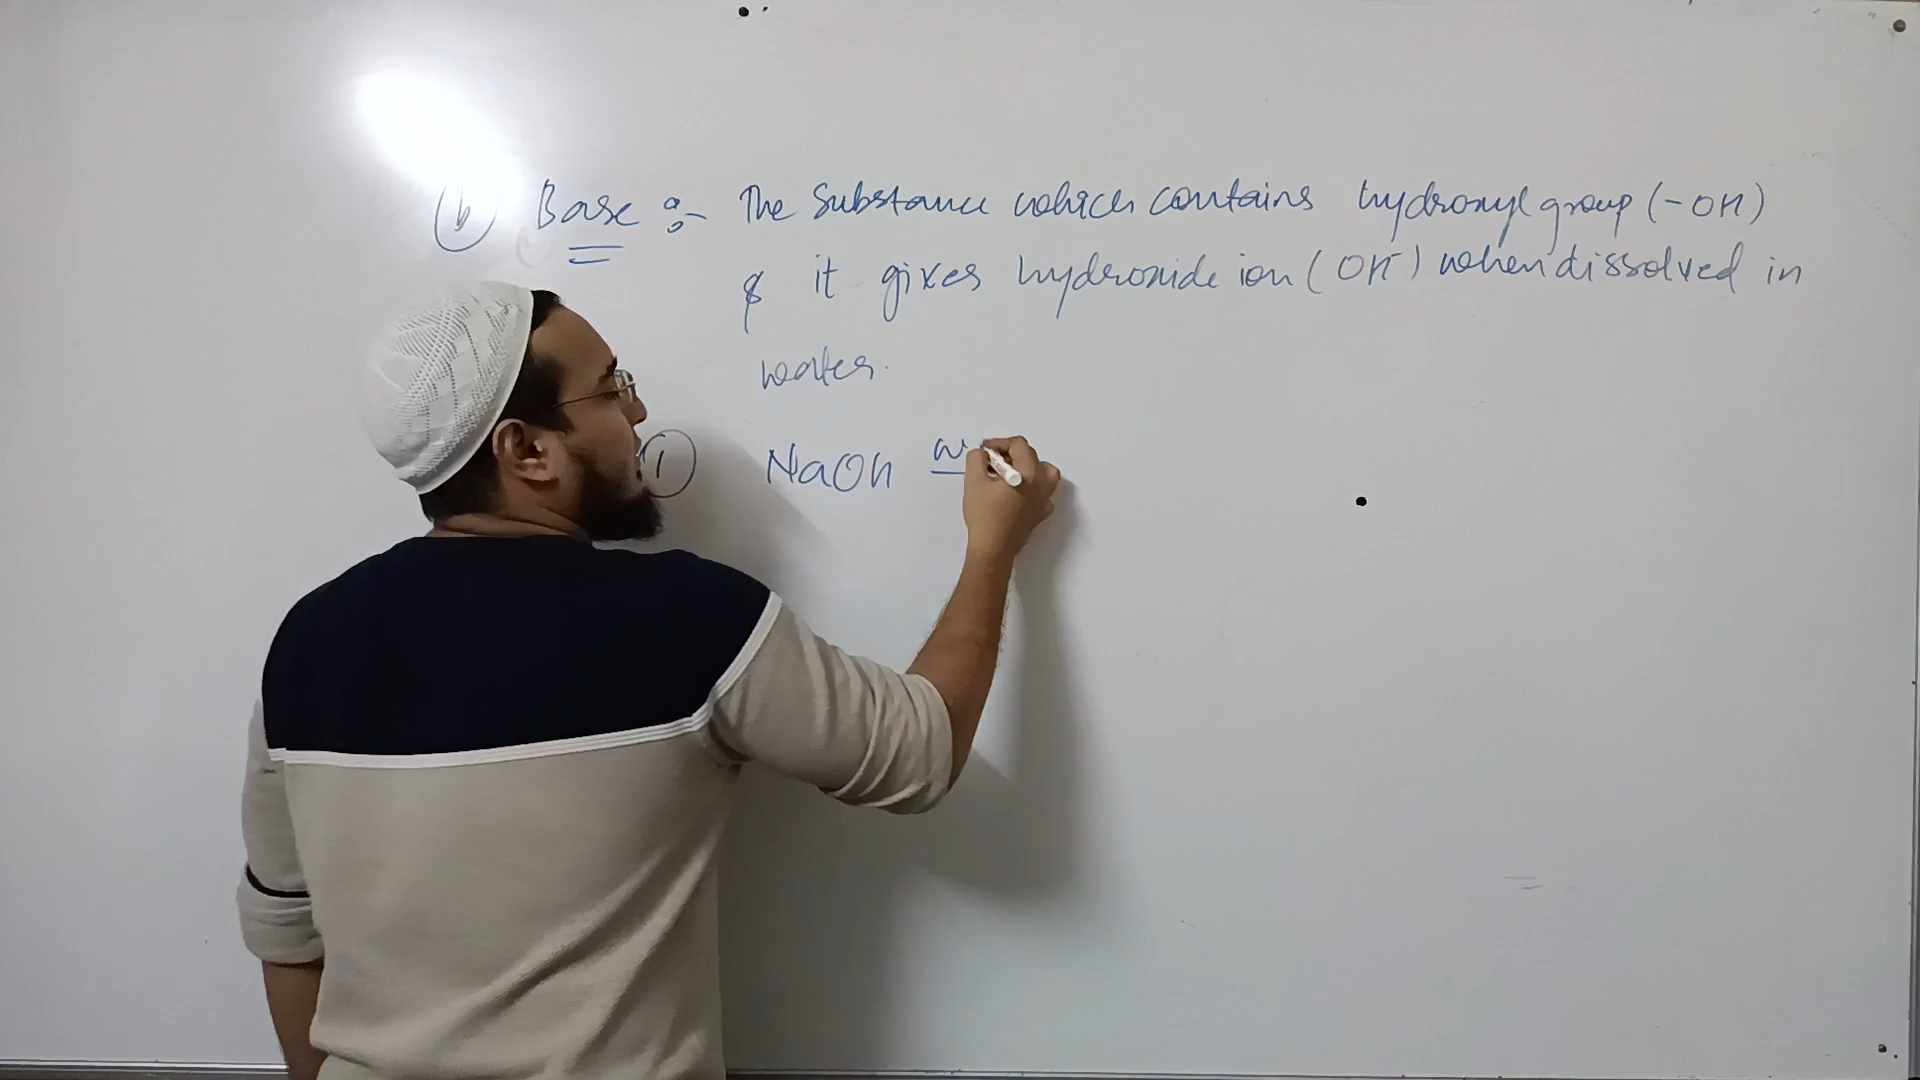 (b) Base :- The Substance which contains hydroxyl group (-OH)
& it gives hydroxide ion (OH⁻) when dissolved in
water.
(1) NaOH